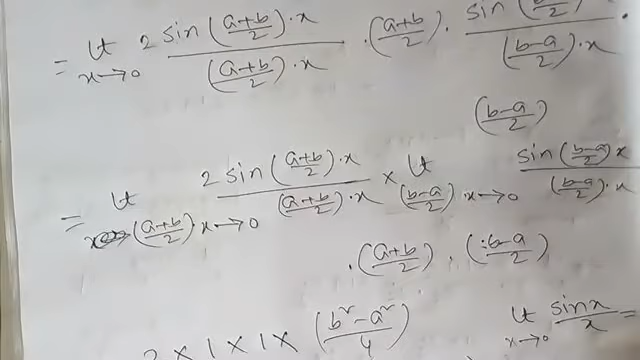 = lt x→0 2 sin((a+b)/2)·x / ((a+b)/2)·x ·((a+b)/2)· sin((b-a)/2) / ((b-a)/2)·x ·
((b-a)/2)
= lt ((a+b)/2)·x→0 2 sin((a+b)/2)·x / ((a+b)/2)·x × lt ((b-a)/2)·x→0 sin((b-a)/2)x / ((b-a)/2)·x
·((a+b)/2) · ((b-a)/2)
2 × 1 × 1 × ((b²-a²)/4) lt x→0 sinx/x =